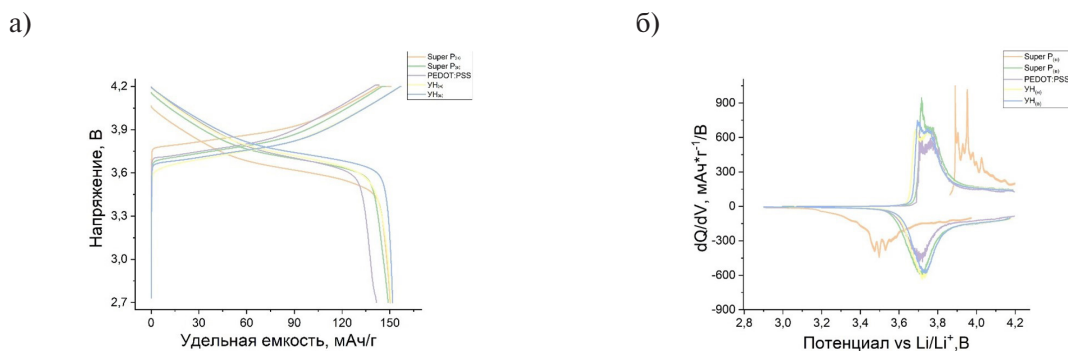 а)
б)
Super P(н)
Super P(в)
PEDOT:PSS
УН(н)
УН(в)
4,2
3,9
3,6
3,3
3,0
2,7
Напряжение, В
0 30 60 90 120 150
Удельная емкость, мАч/г
Super P(н)
Super P(в)
PEDOT:PSS
УН(н)
УН(в)
900
600
300
0
-300
-600
-900
dQ/dV, мАч*г⁻¹/В
2,8 3,0 3,2 3,4 3,6 3,8 4,0 4,2
Потенциал vs Li/Li⁺,В